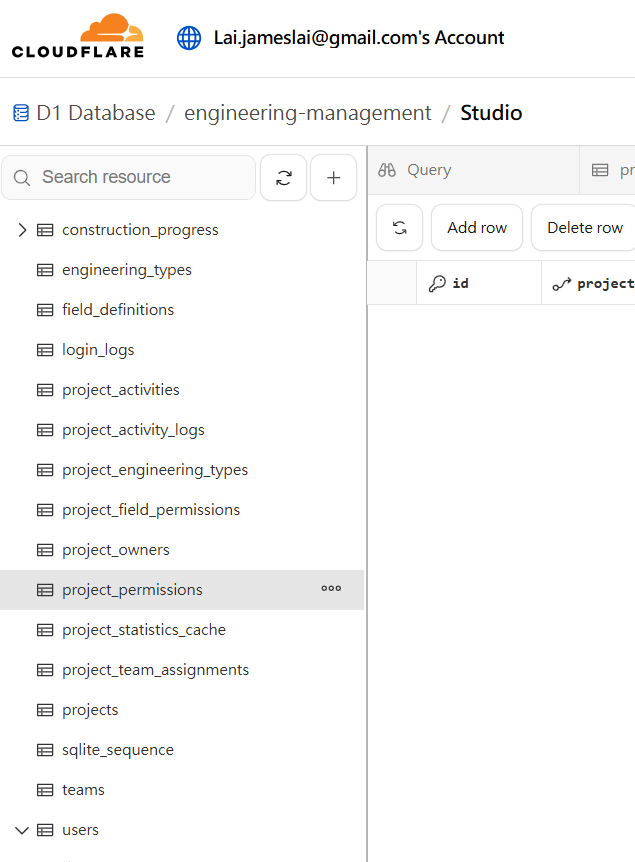 CLOUDFLARE
Lai.jameslai@gmail.com's Account
D1 Database / engineering-management / Studio
Search resource
Query
pr
Add row
Delete row
id
project
construction_progress
engineering_types
field_definitions
login_logs
project_activities
project_activity_logs
project_engineering_types
project_field_permissions
project_owners
project_permissions
project_statistics_cache
project_team_assignments
projects
sqlite_sequence
teams
users